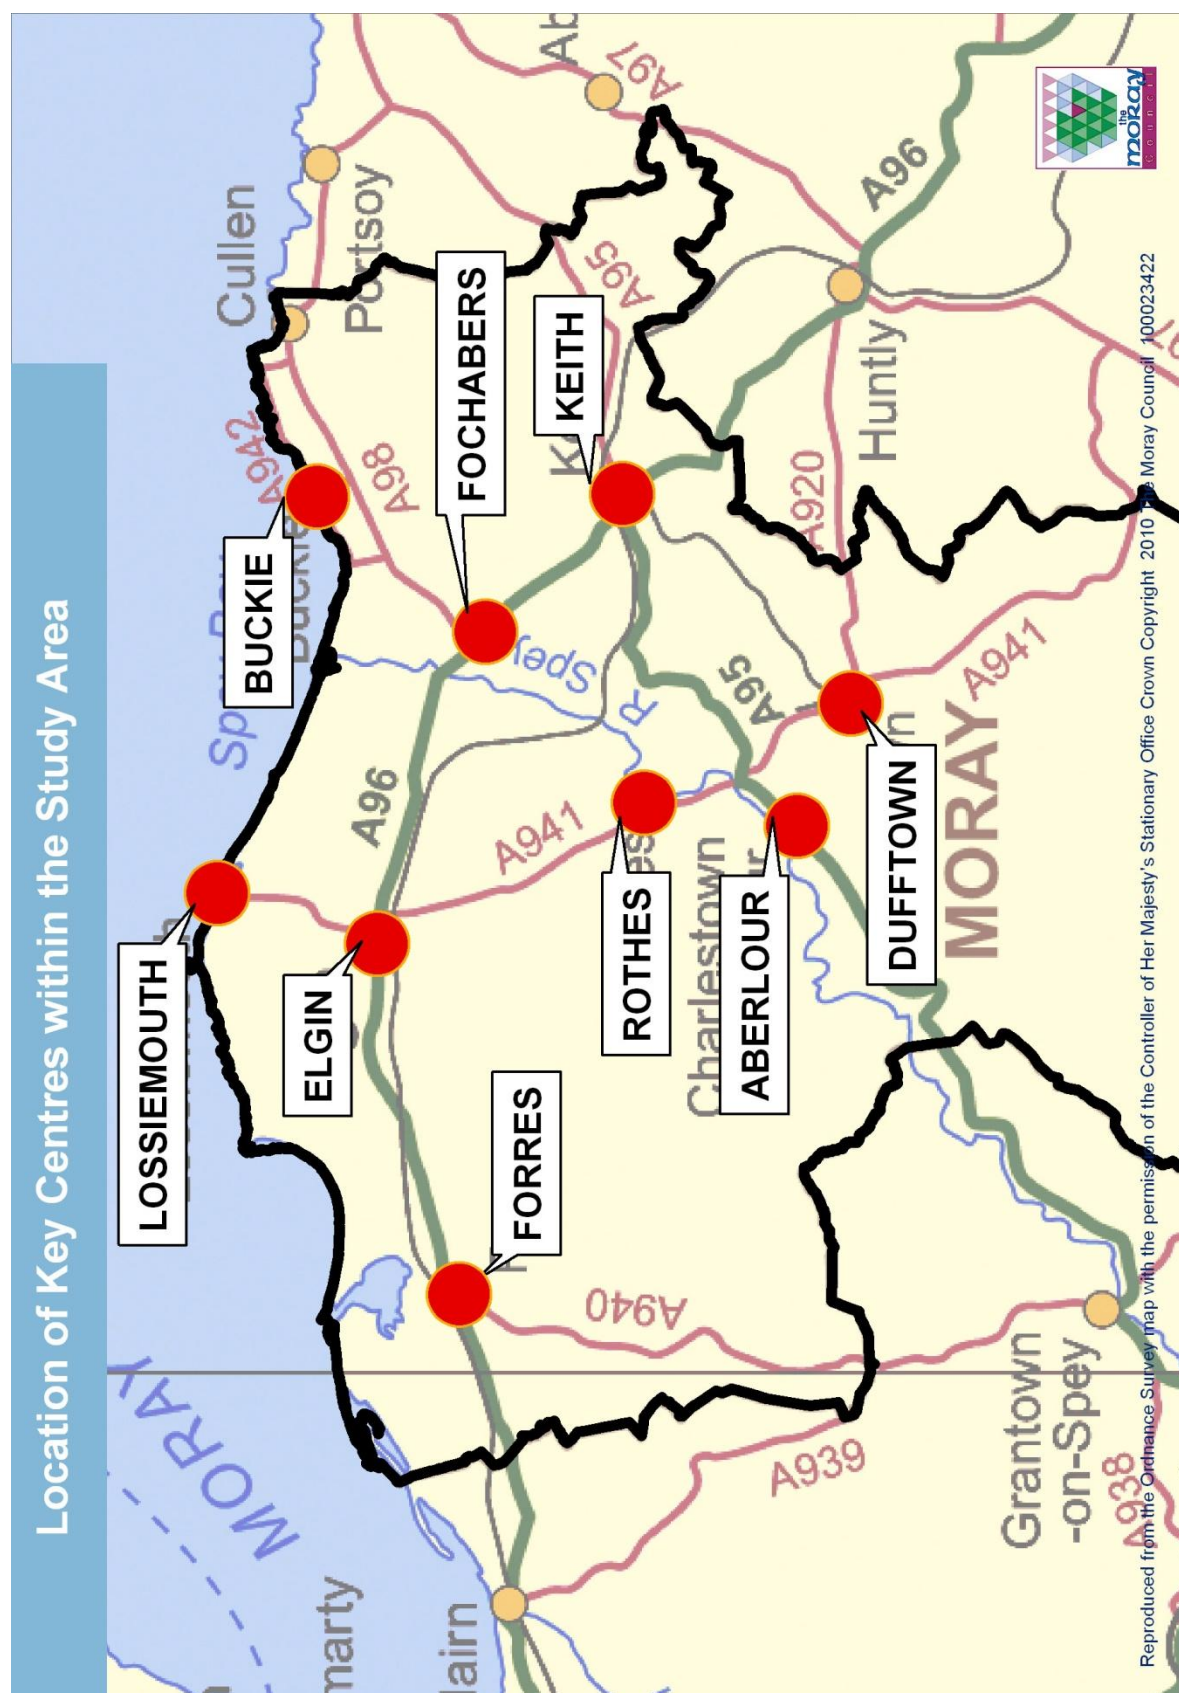 Location of Key Centres within the Study Area
LOSSIEMOUTH
BUCKIE
ELGIN
FORRES
FOCHABERS
KEITH
ROTHES
ABERLOUR
DUFFTOWN
MORAY
MORAY
Cullen
Portsoy
Huntly
Charlestown
Grantown
-on-Spey
R
Spey
A942
A98
A97
A96
A96
A95
A95
A941
A941
A920
A940
A939
A938
the
moray
council
Reproduced from the Ordnance Survey map with the permission of the Controller of Her Majesty's Stationary Office Crown Copyright 2010 The Moray Council 100023422